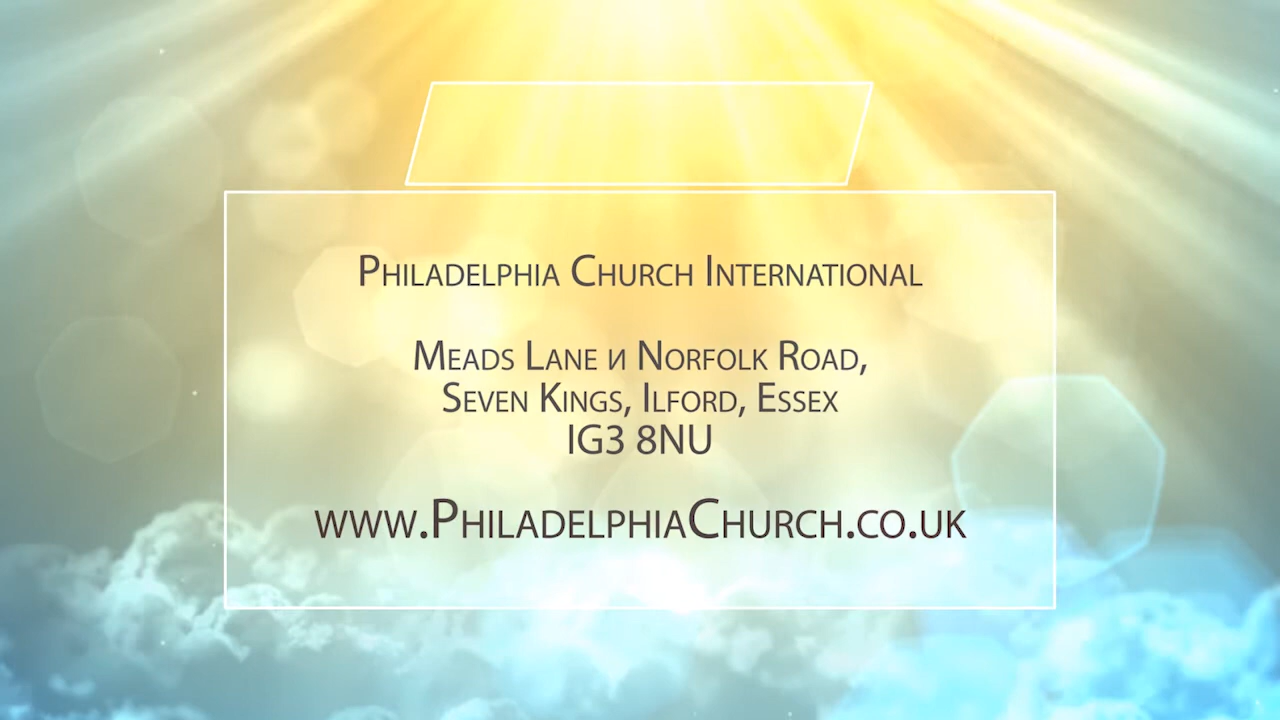 Philadelphia Church International
Meads Lane и Norfolk Road,
Seven Kings, Ilford, Essex
IG3 8NU
www.PhiladelphiaChurch.co.uk